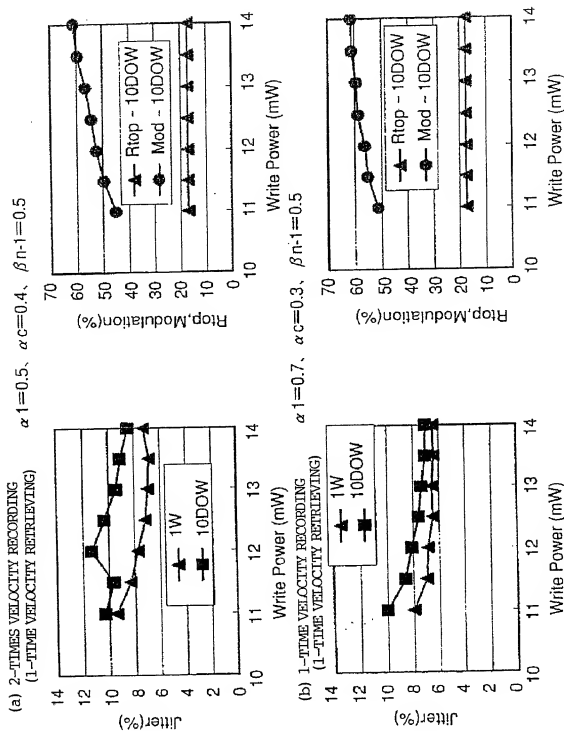 (a) 2-TIMES VELOCITY RECORDING
(1-TIME VELOCITY RETRIEVING)
α1=0.5、 αc=0.4、 βn-1=0.5
Jitter(%)
14
12
10
8
6
4
2
0
1W
10DOW
10 11 12 13 14
Write Power (mW)
Rtop,Modulation(%)
70
60
50
40
30
20
10
0
Rtop - 10DOW
Mod - 10DOW
10 11 12 13 14
Write Power (mW)
(b) 1-TIME VELOCITY RECORDING
(1-TIME VELOCITY RETRIEVING)
α1=0.7、 αc=0.3、 βn-1=0.5
Jitter(%)
14
12
10
8
6
4
2
0
1W
10DOW
10 11 12 13 14
Write Power (mW)
Rtop,Modulation(%)
70
60
50
40
30
20
10
0
Rtop - 10DOW
Mod - 10DOW
10 11 12 13 14
Write Power (mW)